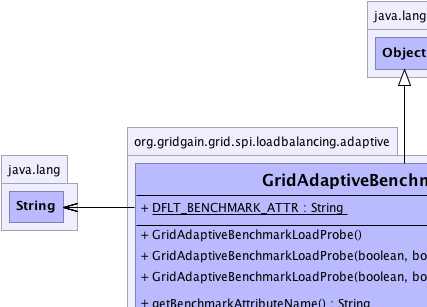 java.lang
Object
org.gridgain.grid.spi.loadbalancing.adaptive
java.lang
String
GridAdaptiveBenchm
+ DFLT_BENCHMARK_ATTR : String
+ GridAdaptiveBenchmarkLoadProbe()
+ GridAdaptiveBenchmarkLoadProbe(boolean, bo
+ GridAdaptiveBenchmarkLoadProbe(boolean, bo
+ getBenchmarkAttributeName() : String